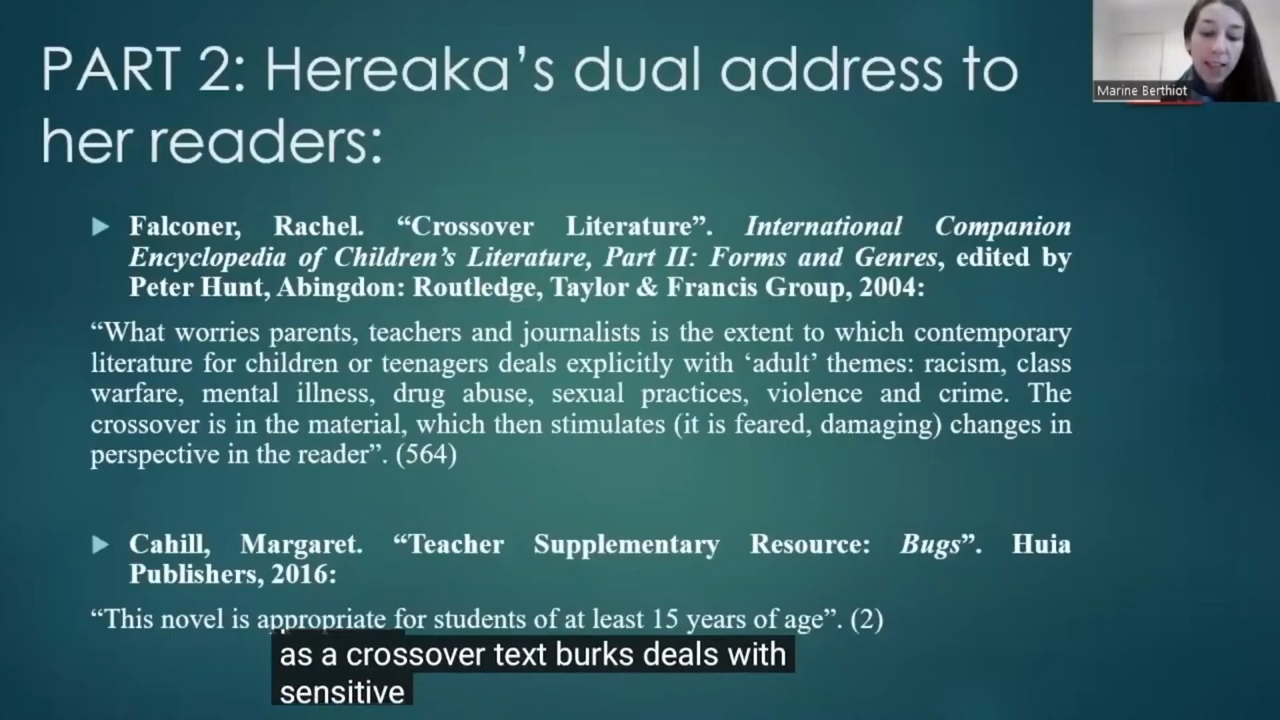 PART 2: Hereaka’s dual address to
her readers:
Marine Berthiot
Falconer, Rachel. “Crossover Literature”. International Companion
Encyclopedia of Children’s Literature, Part II: Forms and Genres, edited by
Peter Hunt, Abingdon: Routledge, Taylor & Francis Group, 2004:
“What worries parents, teachers and journalists is the extent to which contemporary
literature for children or teenagers deals explicitly with ‘adult’ themes: racism, class
warfare, mental illness, drug abuse, sexual practices, violence and crime. The
crossover is in the material, which then stimulates (it is feared, damaging) changes in
perspective in the reader”. (564)
Cahill, Margaret. “Teacher Supplementary Resource: Bugs”. Huia
Publishers, 2016:
“This novel is appropriate for students of at least 15 years of age”. (2)
as a crossover text burks deals with
sensitive